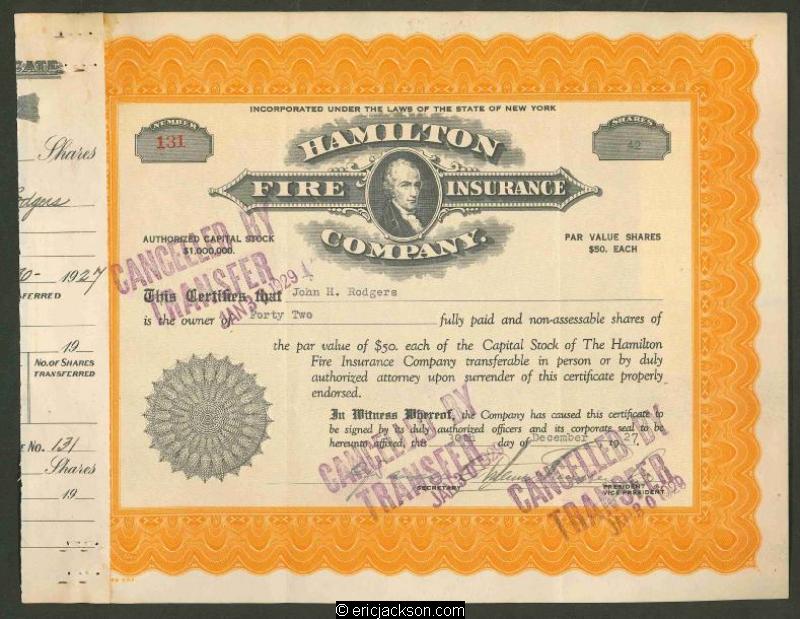 CATE.
Shares
Rodgers
1927
FERRED
19
NO. OF SHARES
TRANSFERRED
E NO. 131
Shares
19
INCORPORATED UNDER THE LAWS OF THE STATE OF NEW YORK
NUMBER
131
SHARES
42
HAMILTON
FIRE INSURANCE
COMPANY.
AUTHORIZED CAPITAL STOCK
$1,000,000.
PAR VALUE SHARES
$50. EACH
CANCELLED BY
TRANSFER
This Certifies that John H. Rodgers
is the owner of Forty Two fully paid and non-assessable shares of
the par value of $50. each of the Capital Stock of The Hamilton
Fire Insurance Company transferable in person or by duly
authorized attorney upon surrender of this certificate properly
endorsed.
In Witness Whereof, the Company has caused this certificate to
be signed by its duly authorized officers and its corporate seal to be
hereunto affixed, this 30th day of December 1927
CANCELLED BY
TRANSFER
CANCELLED BY
TRANSFER
SECRETARY
PRESIDENT
VICE PRESIDENT
© ericjackson.com